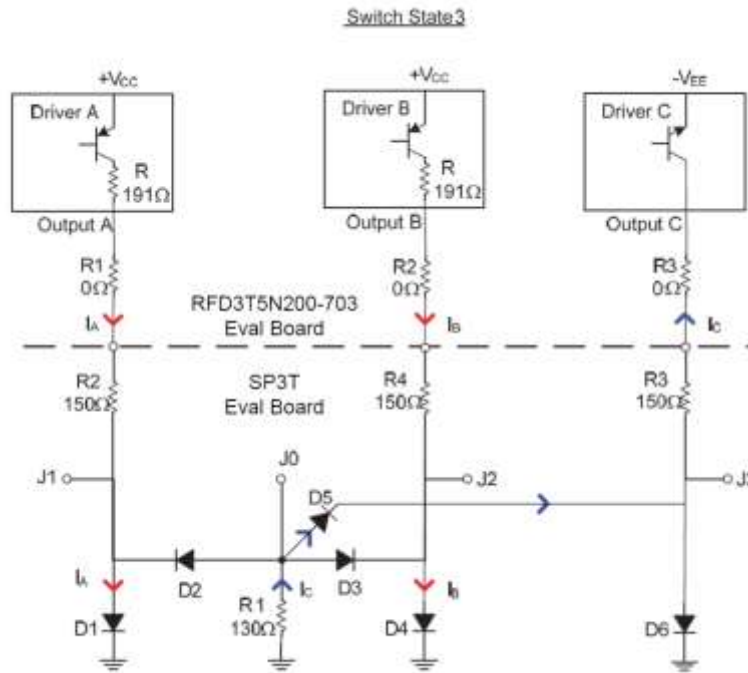 Switch State3
+VCC
+VCC
-VEE
Driver A
Driver B
Driver C
R
191Ω
R
191Ω
Output A
Output B
Output C
R1
0Ω
R2
0Ω
R3
0Ω
RFD3T5N200-703
Eval Board
IA
IB
IC
SP3T
Eval Board
R2
150Ω
R4
150Ω
R3
150Ω
J1
J0
J2
D5
D2
D3
IA
IC
IB
R1
130Ω
D1
D4
D6